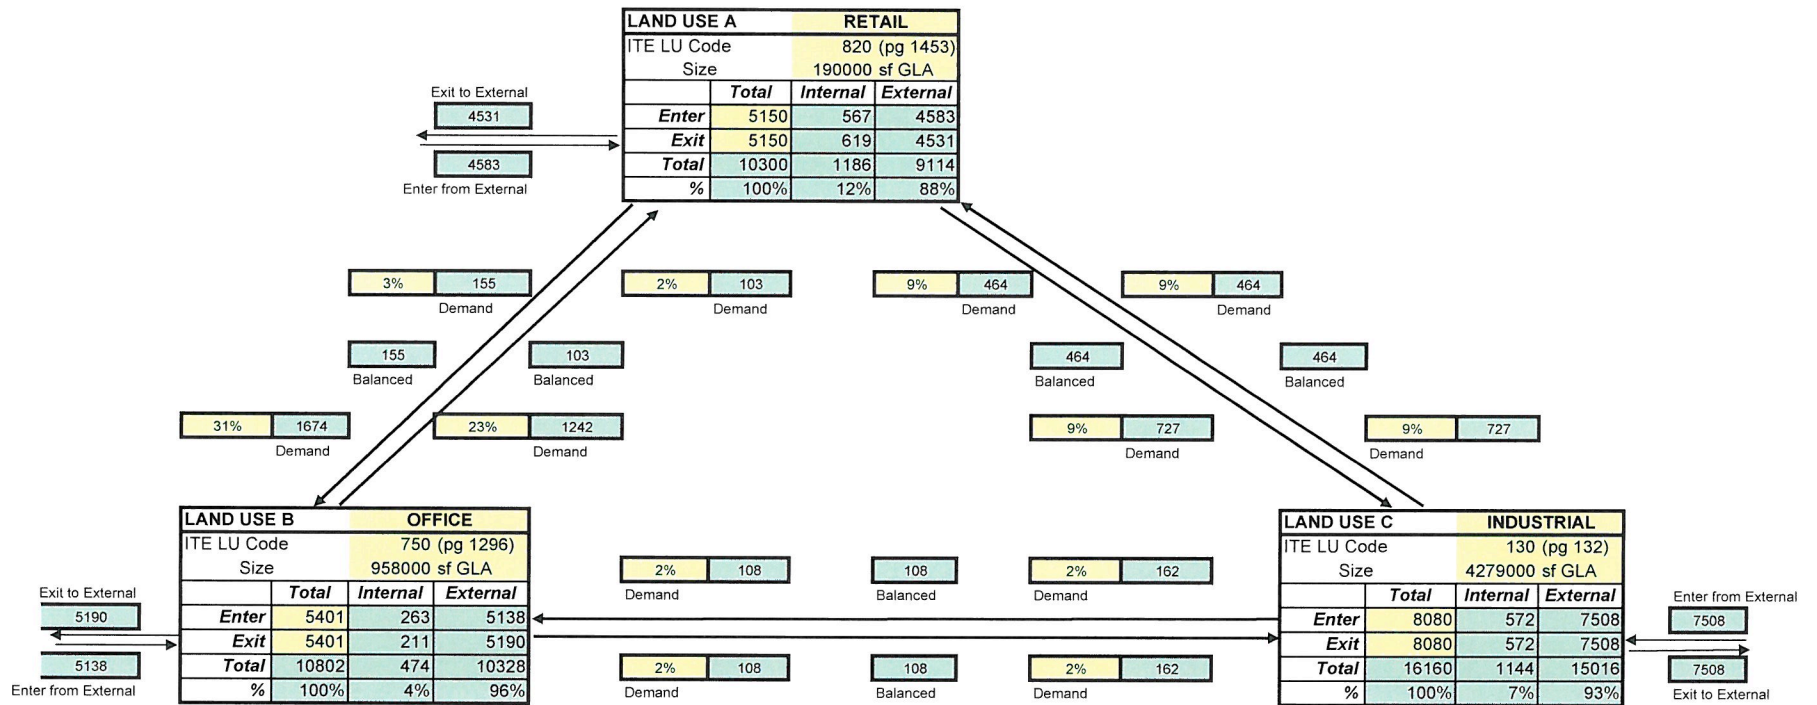 LAND USE A RETAIL
ITE LU Code 820 (pg 1453)
Size 190000 sf GLA
Total Internal External
Enter 5150 567 4583
Exit 5150 619 4531
Total 10300 1186 9114
% 100% 12% 88%
Exit to External
4531
4583
Enter from External
3% 155
Demand
2% 103
Demand
9% 464
Demand
9% 464
Demand
155
Balanced
103
Balanced
464
Balanced
464
Balanced
31% 1674
Demand
23% 1242
Demand
9% 727
Demand
9% 727
Demand
LAND USE B OFFICE
ITE LU Code 750 (pg 1296)
Size 958000 sf GLA
Total Internal External
Enter 5401 263 5138
Exit 5401 211 5190
Total 10802 474 10328
% 100% 4% 96%
Exit to External
5190
5138
Enter from External
2% 108
Demand
108
Balanced
2% 162
Demand
2% 108
Demand
108
Balanced
2% 162
Demand
LAND USE C INDUSTRIAL
ITE LU Code 130 (pg 132)
Size 4279000 sf GLA
Total Internal External
Enter 8080 572 7508
Exit 8080 572 7508
Total 16160 1144 15016
% 100% 7% 93%
Enter from External
7508
7508
Exit to External